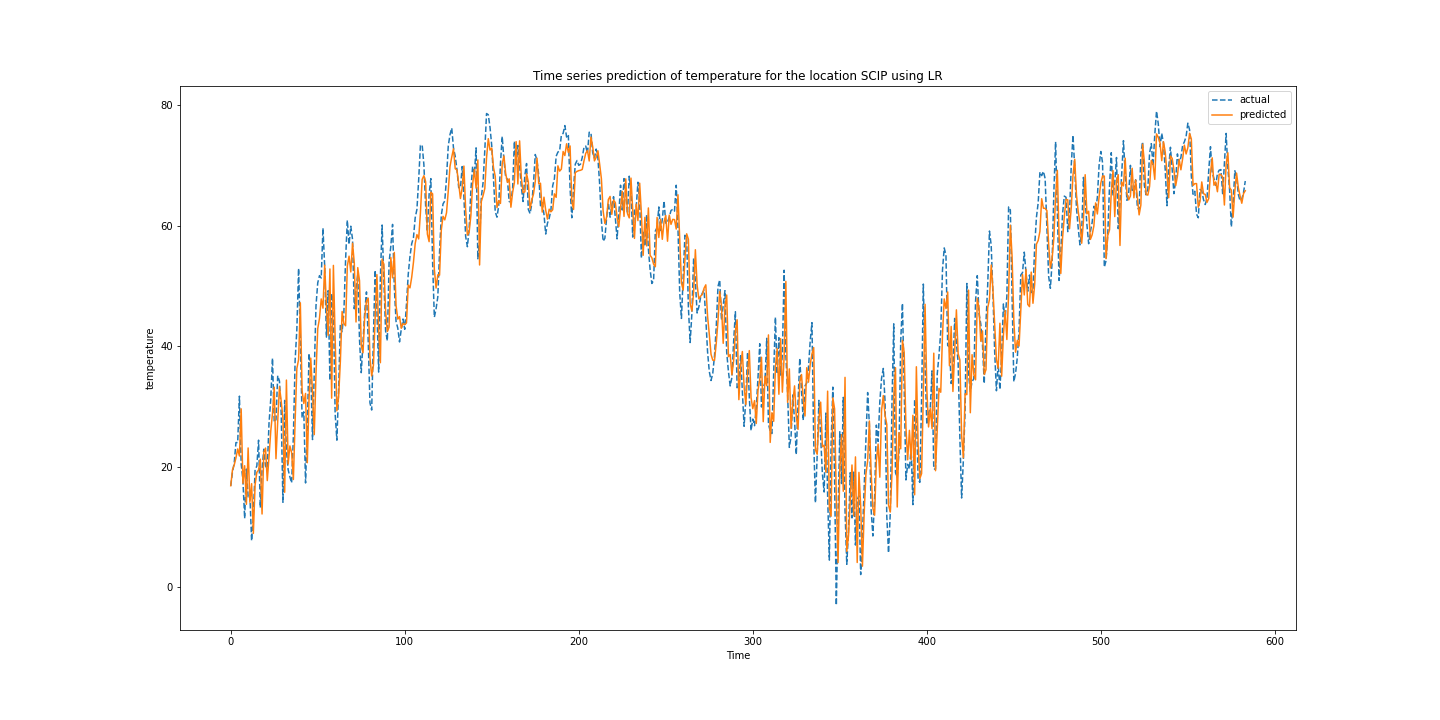 Time series prediction of temperature for the location SCIP using LR
actual
predicted
80
60
40
20
0
temperature
0 100 200 300 400 500 600
Time